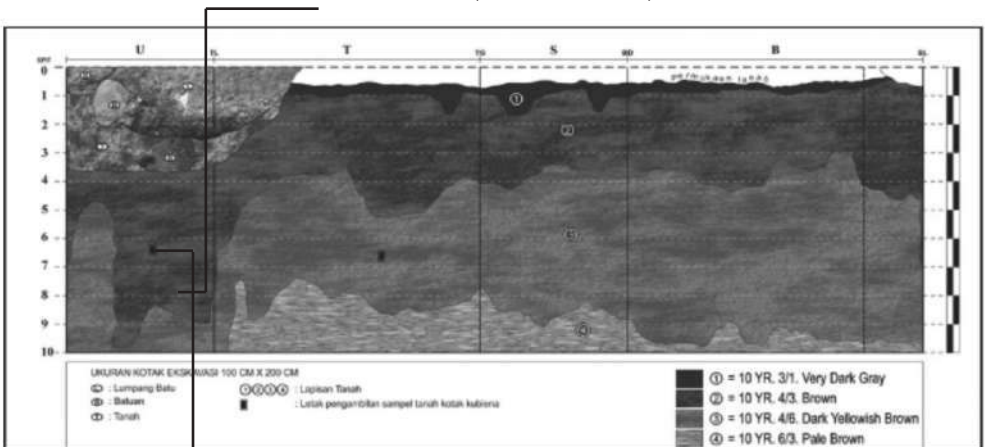 U T S B
SPIT TL TG BD BL
0
1
2
3
4
5
6
7
8
9
10
permukaan tanah
①
②
③
④
UKURAN KOTAK EKSKAVASI 100 CM X 200 CM
: Lumpang Batu
: Batuan
: Tanah
①②③④ : Lapisan Tanah
: Letak pengambilan sampel tanah kotak kubiena
① = 10 YR. 3/1. Very Dark Gray
② = 10 YR. 4/3. Brown
③ = 10 YR. 4/6. Dark Yellowish Brown
④ = 10 YR. 6/3. Pale Brown